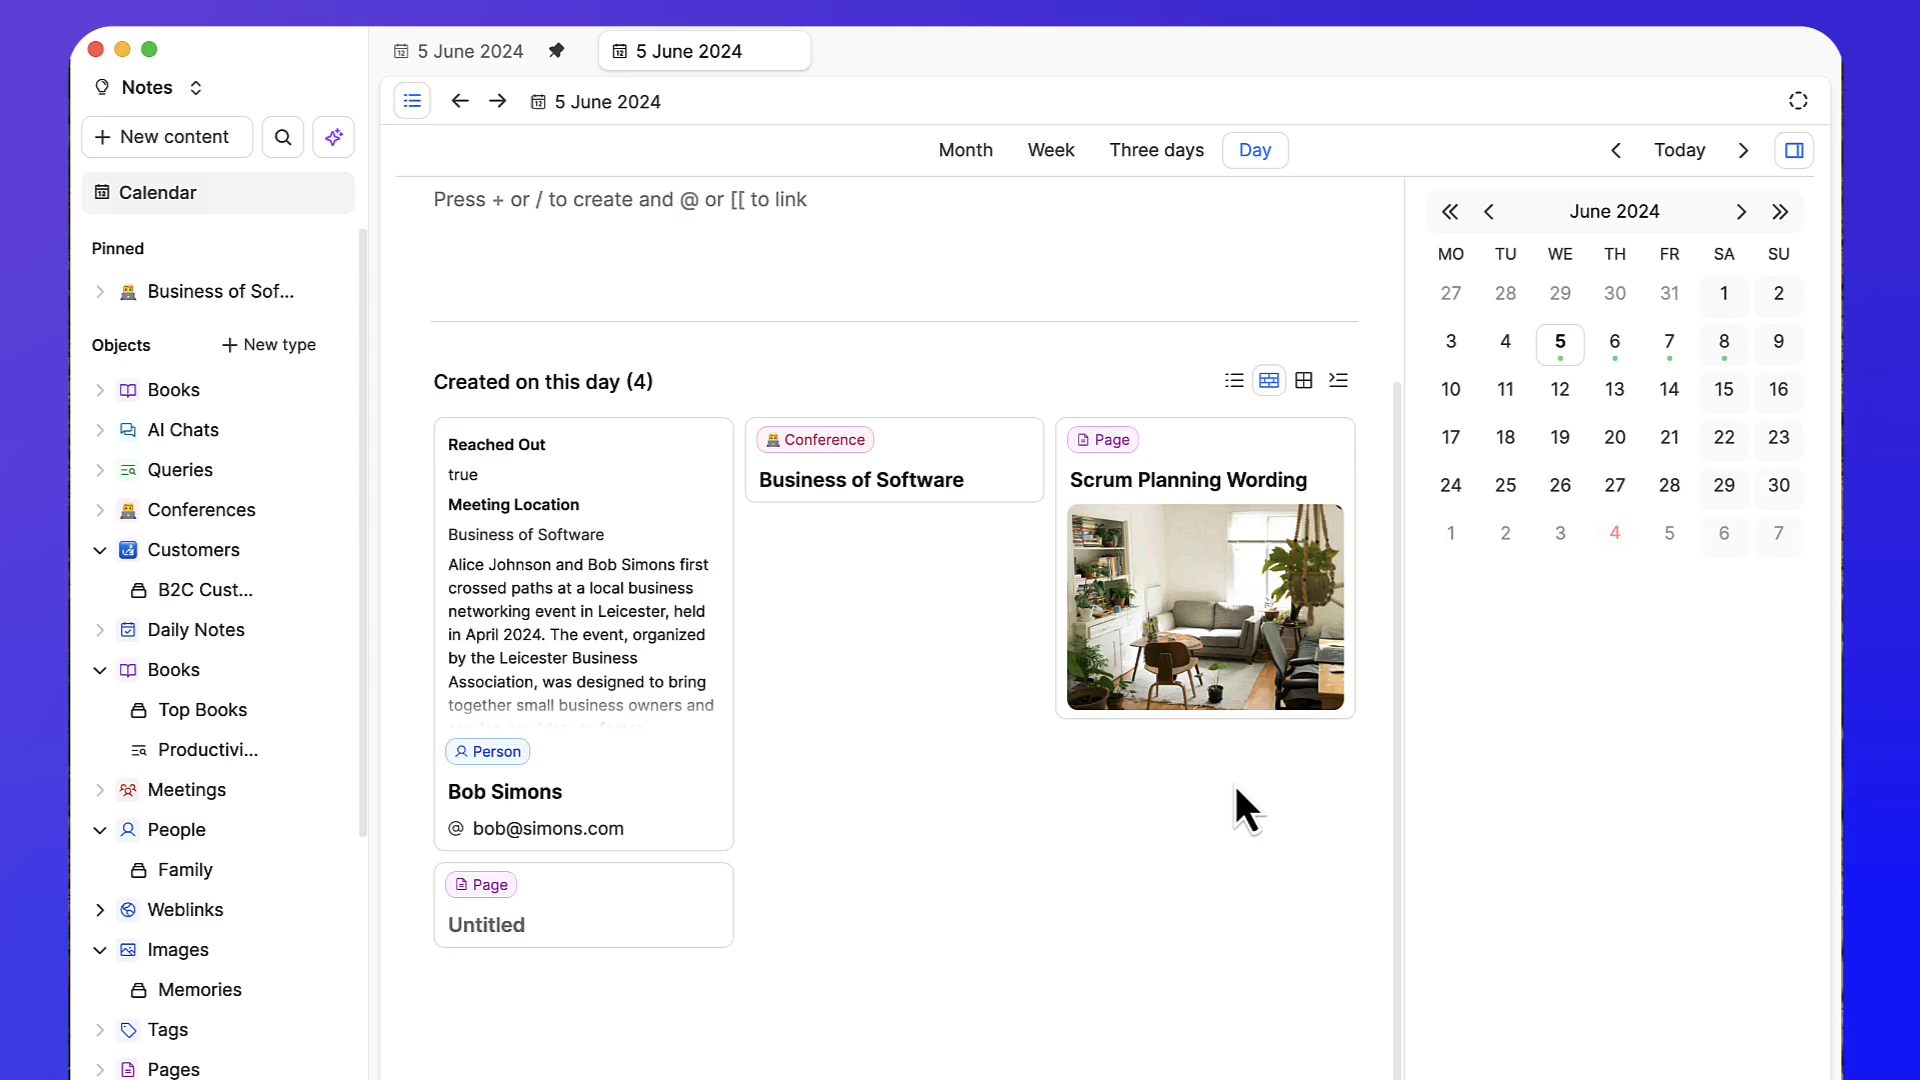 Notes
New content
Calendar
Pinned
Business of Sof...
Objects
New type
Books
AI Chats
Queries
Conferences
Customers
B2C Cust...
Daily Notes
Books
Top Books
Productivi...
Meetings
People
Family
Weblinks
Images
Memories
Tags
Pages
5 June 2024
5 June 2024
5 June 2024
Month Week Three days Day
Today
Press + or / to create and @ or [[ to link
Created on this day (4)
Reached Out
true
Meeting Location
Business of Software
Alice Johnson and Bob Simons first
crossed paths at a local business
networking event in Leicester, held
in April 2024. The event, organized
by the Leicester Business
Association, was designed to bring
together small business owners and
Person
Bob Simons
@ bob@simons.com
Page
Untitled
Conference
Business of Software
Page
Scrum Planning Wording
June 2024
MO TU WE TH FR SA SU
27 28 29 30 31 1 2
3 4 5 6 7 8 9
10 11 12 13 14 15 16
17 18 19 20 21 22 23
24 25 26 27 28 29 30
1 2 3 4 5 6 7